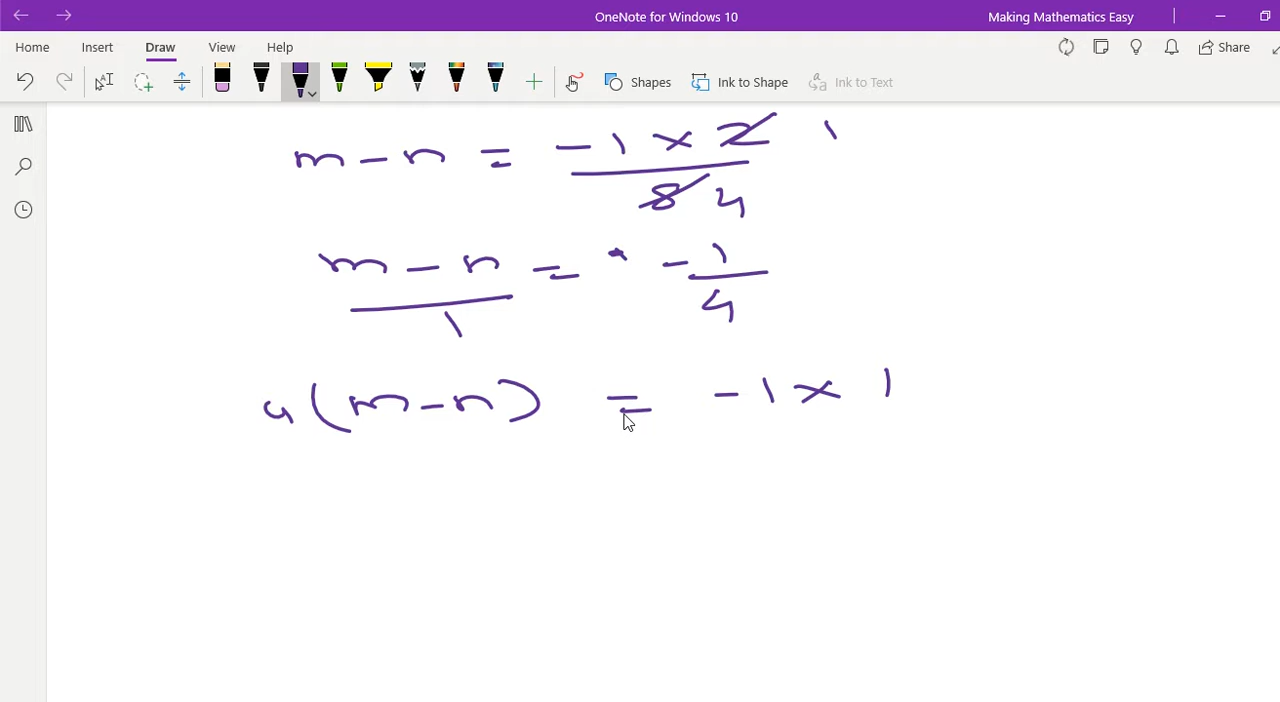 OneNote for Windows 10 Making Mathematics Easy
Home Insert Draw View Help Share
Shapes Ink to Shape Ink to Text
m - n = -1 x 2 1
8 4
m - n = - 1
1 4
4(m-n) = -1 x 1